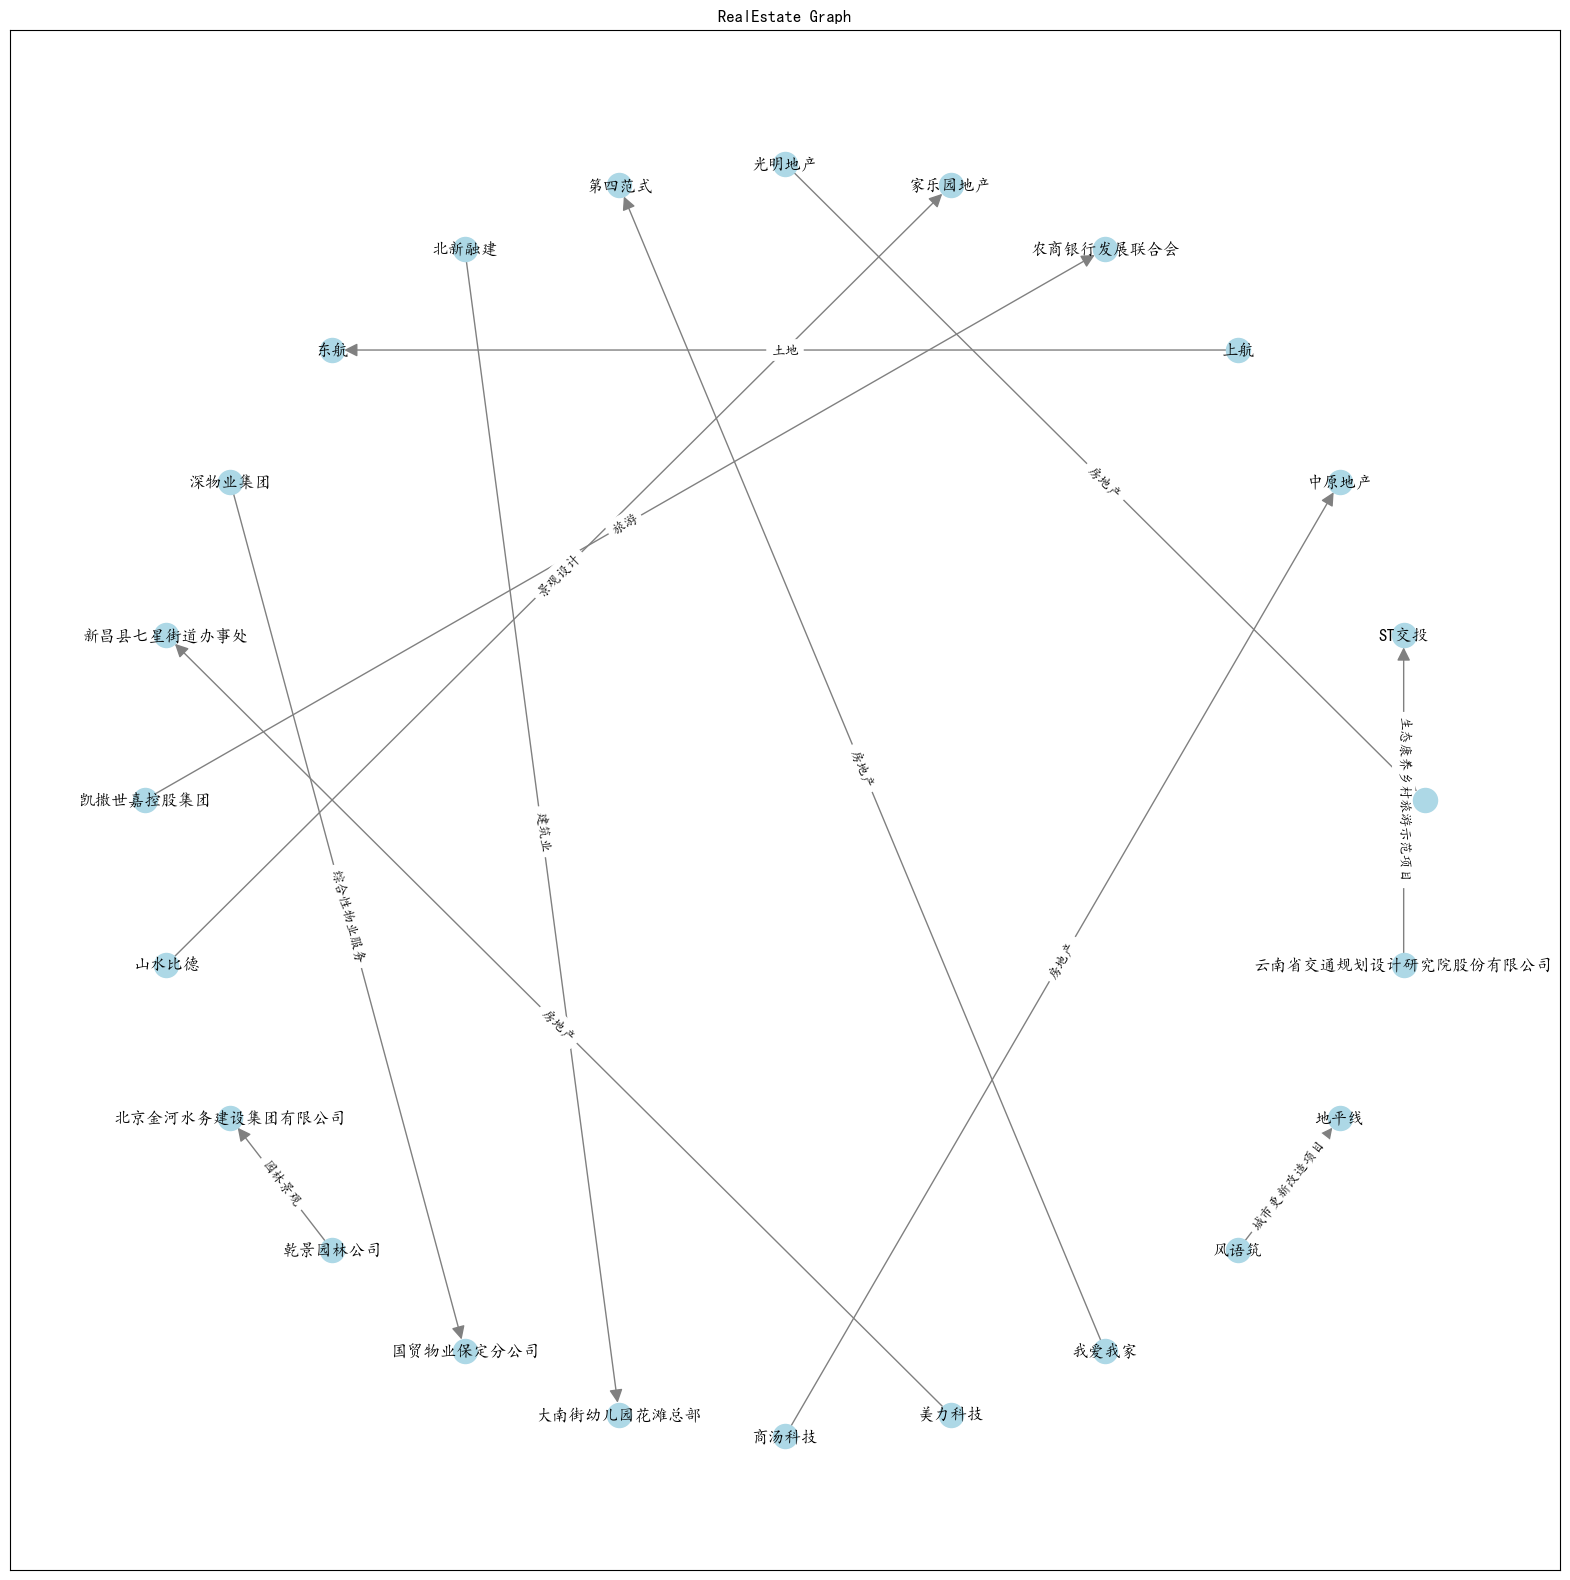 RealEstate Graph
光明地产
第四范式
家乐园地产
北新融建
农商银行发展联合会
东航
土地
上航
房地产
深物业集团
中原地产
旅游
景观设计
新昌县七星街道办事处
ST交投
生态康养乡村旅游示范项目
房地产
凯撒世嘉控股集团
建筑业
综合性物业服务
房地产
山水比德
云南省交通规划设计研究院股份有限公司
房地产
北京金河水务建设集团有限公司
地平线
园林景观
城市更新改造项目
乾景园林公司
风语筑
国贸物业保定分公司
我爱我家
大南街幼儿园花滩总部
美力科技
商汤科技